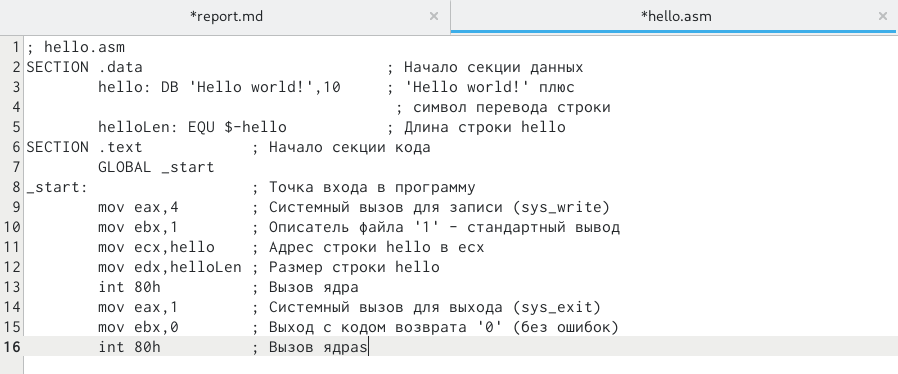 *report.md × *hello.asm ×
1 ; hello.asm
2 SECTION .data ; Начало секции данных
3 hello: DB 'Hello world!',10 ; 'Hello world!' плюс
4 ; символ перевода строки
5 helloLen: EQU $-hello ; Длина строки hello
6 SECTION .text ; Начало секции кода
7 GLOBAL _start
8 _start: ; Точка входа в программу
9 mov eax,4 ; Системный вызов для записи (sys_write)
10 mov ebx,1 ; Описатель файла '1' - стандартный вывод
11 mov ecx,hello ; Адрес строки hello в ecx
12 mov edx,helloLen ; Размер строки hello
13 int 80h ; Вызов ядра
14 mov eax,1 ; Системный вызов для выхода (sys_exit)
15 mov ebx,0 ; Выход с кодом возврата '0' (без ошибок)
16 int 80h ; Вызов ядраs